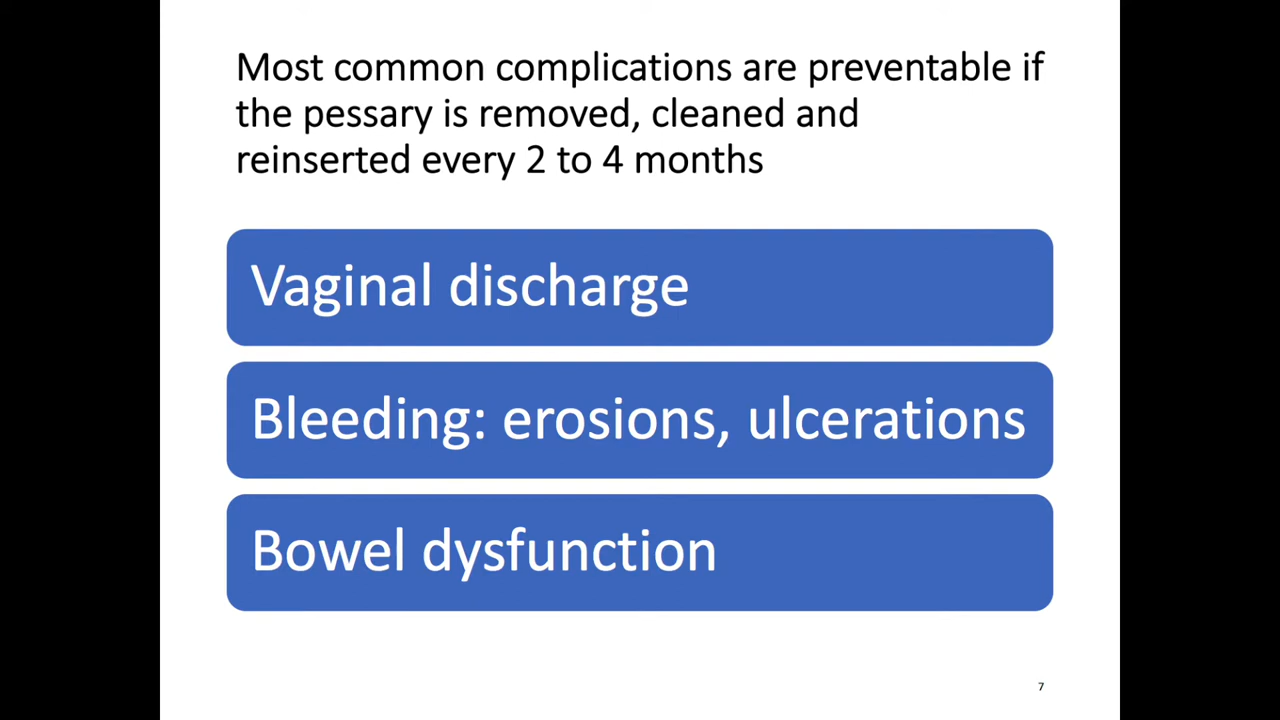 Most common complications are preventable if
the pessary is removed, cleaned and
reinserted every 2 to 4 months
Vaginal discharge
Bleeding: erosions, ulcerations
Bowel dysfunction
7